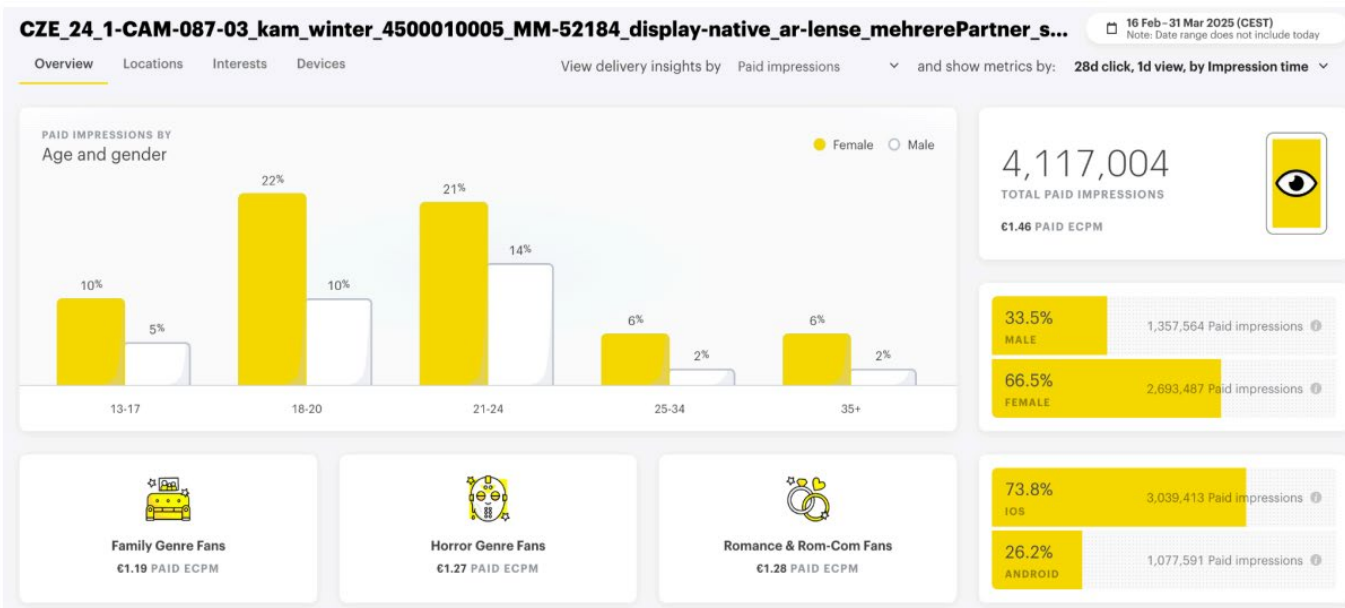 CZE_24_1-CAM-087-03_kam_winter_4500010005_MM-52184_display-native_ar-lense_mehrerePartner_s...
16 Feb – 31 Mar 2025 (CEST)
Note: Date range does not include today
Overview Locations Interests Devices
View delivery insights by Paid impressions and show metrics by: 28d click, 1d view, by Impression time
PAID IMPRESSIONS BY
Age and gender
Female Male
10%
5%
22%
10%
21%
14%
6%
2%
6%
2%
13-17 18-20 21-24 25-34 35+
4,117,004
TOTAL PAID IMPRESSIONS
€1.46 PAID ECPM
33.5%
MALE
1,357,564 Paid impressions
66.5%
FEMALE
2,693,487 Paid impressions
Family Genre Fans
€1.19 PAID ECPM
Horror Genre Fans
€1.27 PAID ECPM
Romance & Rom-Com Fans
€1.28 PAID ECPM
73.8%
IOS
3,039,413 Paid impressions
26.2%
ANDROID
1,077,591 Paid impressions